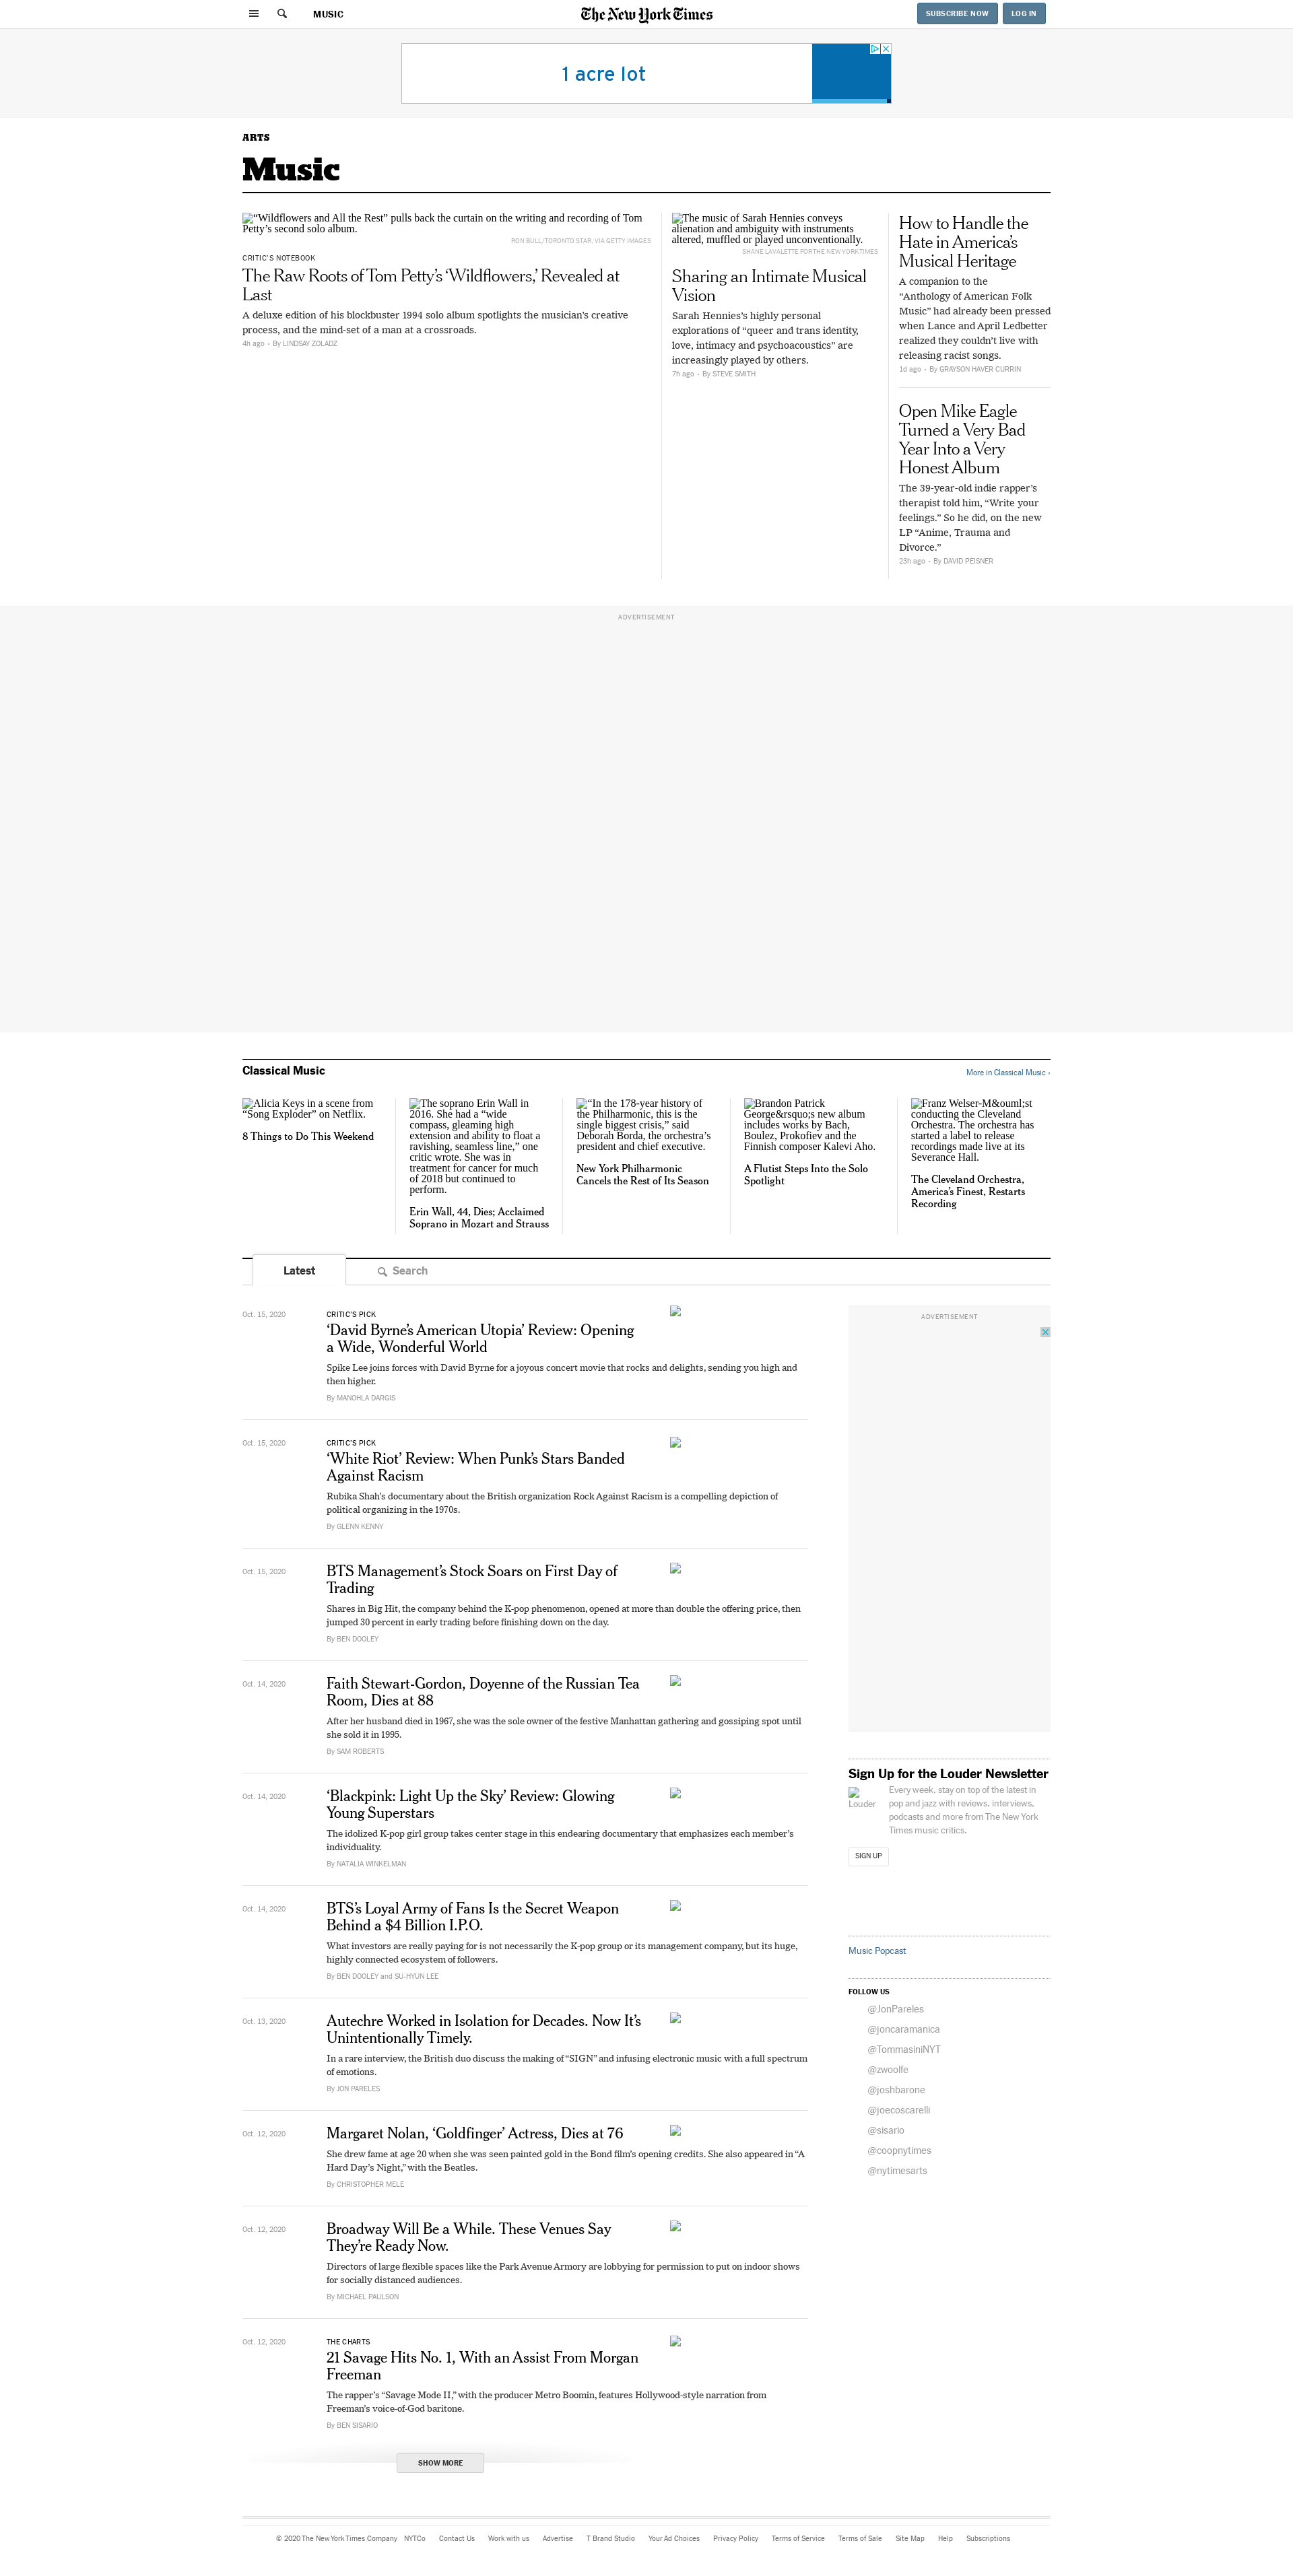 MUSIC
The New York Times
SUBSCRIBE NOW
LOG IN
1 acre lot
ARTS
Music
“Wildflowers and All the Rest” pulls back the curtain on the writing and recording of Tom
Petty’s second solo album.
RON BULL/TORONTO STAR, VIA GETTY IMAGES
CRITIC’S NOTEBOOK
The Raw Roots of Tom Petty’s ‘Wildflowers,’ Revealed at
Last
A deluxe edition of his blockbuster 1994 solo album spotlights the musician’s creative
process, and the mind-set of a man at a crossroads.
4h ago • By LINDSAY ZOLADZ
The music of Sarah Hennies conveys
alienation and ambiguity with instruments
altered, muffled or played unconventionally.
SHANE LAVALETTE FOR THE NEW YORK TIMES
Sharing an Intimate Musical
Vision
Sarah Hennies’s highly personal
explorations of “queer and trans identity,
love, intimacy and psychoacoustics” are
increasingly played by others.
7h ago • By STEVE SMITH
How to Handle the
Hate in America’s
Musical Heritage
A companion to the
“Anthology of American Folk
Music” had already been pressed
when Lance and April Ledbetter
realized they couldn’t live with
releasing racist songs.
1d ago • By GRAYSON HAVER CURRIN
Open Mike Eagle
Turned a Very Bad
Year Into a Very
Honest Album
The 39-year-old indie rapper’s
therapist told him, “Write your
feelings.” So he did, on the new
LP “Anime, Trauma and
Divorce.”
23h ago • By DAVID PEISNER
ADVERTISEMENT
Classical Music
More in Classical Music ›
Alicia Keys in a scene from
“Song Exploder” on Netflix.
8 Things to Do This Weekend
The soprano Erin Wall in
2016. She had a “wide
compass, gleaming high
extension and ability to float a
ravishing, seamless line,” one
critic wrote. She was in
treatment for cancer for much
of 2018 but continued to
perform.
Erin Wall, 44, Dies; Acclaimed
Soprano in Mozart and Strauss
“In the 178-year history of
the Philharmonic, this is the
single biggest crisis,” said
Deborah Borda, the orchestra’s
president and chief executive.
New York Philharmonic
Cancels the Rest of Its Season
Brandon Patrick
George&rsquo;s new album
includes works by Bach,
Boulez, Prokofiev and the
Finnish composer Kalevi Aho.
A Flutist Steps Into the Solo
Spotlight
Franz Welser-M&ouml;st
conducting the Cleveland
Orchestra. The orchestra has
started a label to release
recordings made live at its
Severance Hall.
The Cleveland Orchestra,
America’s Finest, Restarts
Recording
Latest
Search
Oct. 15, 2020
CRITIC’S PICK
‘David Byrne’s American Utopia’ Review: Opening
a Wide, Wonderful World
Spike Lee joins forces with David Byrne for a joyous concert movie that rocks and delights, sending you high and
then higher.
By MANOHLA DARGIS
Oct. 15, 2020
CRITIC’S PICK
‘White Riot’ Review: When Punk’s Stars Banded
Against Racism
Rubika Shah’s documentary about the British organization Rock Against Racism is a compelling depiction of
political organizing in the 1970s.
By GLENN KENNY
Oct. 15, 2020
BTS Management’s Stock Soars on First Day of
Trading
Shares in Big Hit, the company behind the K-pop phenomenon, opened at more than double the offering price, then
jumped 30 percent in early trading before finishing down on the day.
By BEN DOOLEY
Oct. 14, 2020
Faith Stewart-Gordon, Doyenne of the Russian Tea
Room, Dies at 88
After her husband died in 1967, she was the sole owner of the festive Manhattan gathering and gossiping spot until
she sold it in 1995.
By SAM ROBERTS
Oct. 14, 2020
‘Blackpink: Light Up the Sky’ Review: Glowing
Young Superstars
The idolized K-pop girl group takes center stage in this endearing documentary that emphasizes each member’s
individuality.
By NATALIA WINKELMAN
Oct. 14, 2020
BTS’s Loyal Army of Fans Is the Secret Weapon
Behind a $4 Billion I.P.O.
What investors are really paying for is not necessarily the K-pop group or its management company, but its huge,
highly connected ecosystem of followers.
By BEN DOOLEY and SU-HYUN LEE
Oct. 13, 2020
Autechre Worked in Isolation for Decades. Now It’s
Unintentionally Timely.
In a rare interview, the British duo discuss the making of “SIGN” and infusing electronic music with a full spectrum
of emotions.
By JON PARELES
Oct. 12, 2020
Margaret Nolan, ‘Goldfinger’ Actress, Dies at 76
She drew fame at age 20 when she was seen painted gold in the Bond film’s opening credits. She also appeared in “A
Hard Day’s Night,” with the Beatles.
By CHRISTOPHER MELE
Oct. 12, 2020
Broadway Will Be a While. These Venues Say
They’re Ready Now.
Directors of large flexible spaces like the Park Avenue Armory are lobbying for permission to put on indoor shows
for socially distanced audiences.
By MICHAEL PAULSON
Oct. 12, 2020
THE CHARTS
21 Savage Hits No. 1, With an Assist From Morgan
Freeman
The rapper’s “Savage Mode II,” with the producer Metro Boomin, features Hollywood-style narration from
Freeman’s voice-of-God baritone.
By BEN SISARIO
SHOW MORE
ADVERTISEMENT
Sign Up for the Louder Newsletter
Louder
Every week, stay on top of the latest in
pop and jazz with reviews, interviews,
podcasts and more from The New York
Times music critics.
SIGN UP
Music Popcast
FOLLOW US
@JonPareles
@joncaramanica
@TommasiniNYT
@zwoolfe
@joshbarone
@joecoscarelli
@sisario
@coopnytimes
@nytimesarts
© 2020 The New York Times Company NYTCo Contact Us Work with us Advertise T Brand Studio Your Ad Choices Privacy Policy Terms of Service Terms of Sale Site Map Help Subscriptions